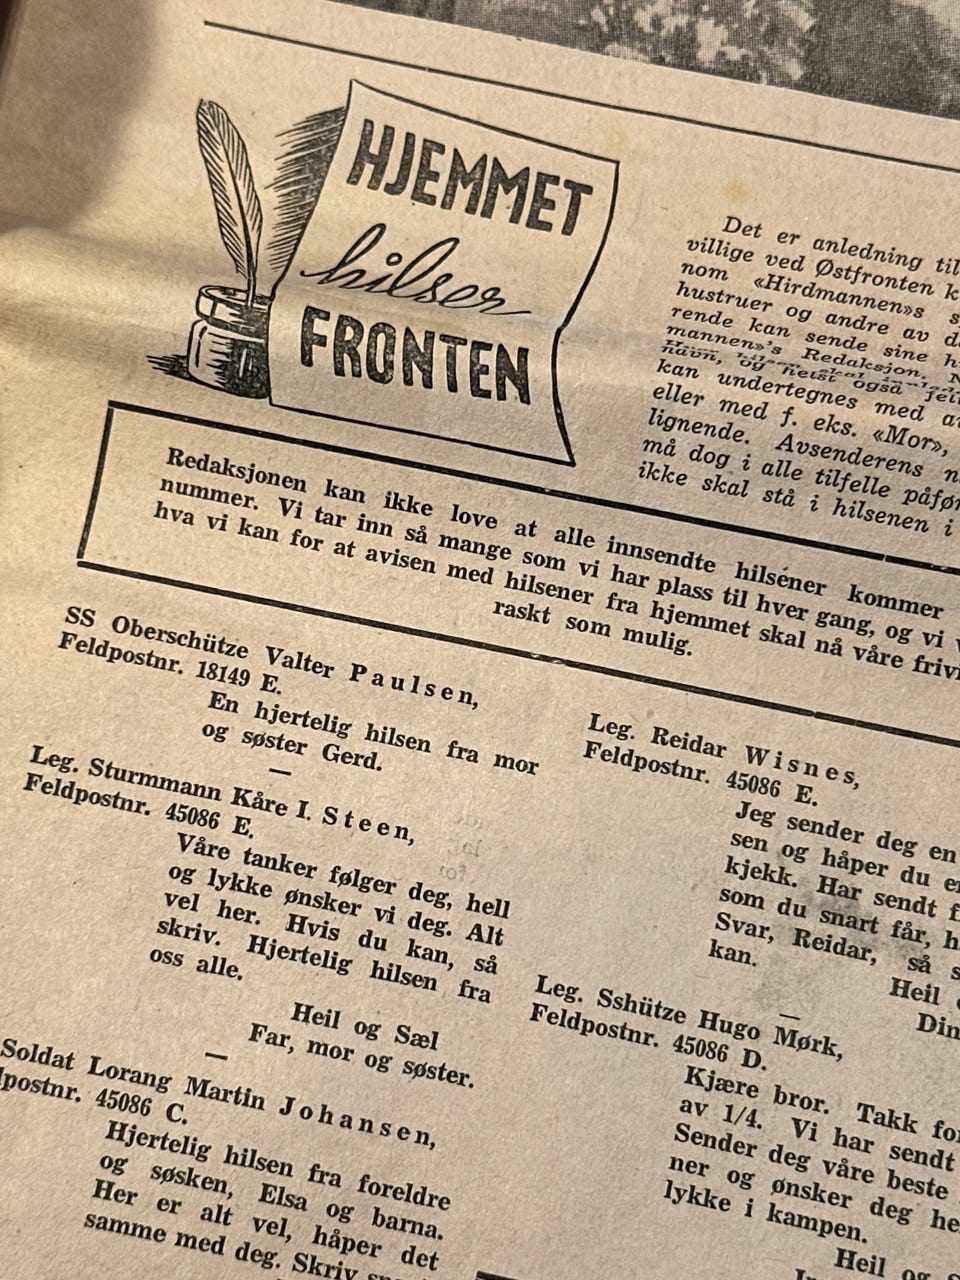 HJEMMET
hilser
FRONTEN
Det er anledning til
villige ved Østfronten
nom «Hirdmannen»s
hustruer og andre av
rende kan sende sine
mannen»'s Redaksjon,
navn, og helst også
kan undertegnes med
eller med f. eks. «Mor»,
lignende. Avsenderens
må dog i alle tilfelle
ikke skal stå i hilsenen i
Redaksjonen kan ikke love at alle innsendte hilsener kommer
nummer. Vi tar inn så mange som vi har plass til hver gang, og vi
hva vi kan for at avisen med hilsener fra hjemmet skal nå våre
raskt som mulig.
SS Oberschütze Valter Paulsen,
Feldpostnr. 18149 E.
En hjertelig hilsen fra mor
og søster Gerd.
—
Leg. Sturmmann Kåre I. Steen,
Feldpostnr. 45086 E.
Våre tanker følger deg, hell
og lykke ønsker vi deg. Alt
vel her. Hvis du kan, så
skriv. Hjertelig hilsen fra
oss alle.
Heil og Sæl
Far, mor og søster.
—
Soldat Lorang Martin Johansen,
postnr. 45086 C.
Hjertelig hilsen fra foreldre
og søsken, Elsa og barna.
Her er alt vel, håper det
samme med deg. Skriv
Leg. Reidar Wisnes,
Feldpostnr. 45086 E.
Jeg sender deg en
sen og håper du
kjekk. Har sendt
som du snart får,
Svar, Reidar, så
kan.
Heil
Din
—
Leg. Sshütze Hugo Mørk,
Feldpostnr. 45086 D.
Kjære bror. Takk for
av 1/4. Vi har sendt
Sender deg våre beste
ner og ønsker deg
lykke i kampen.
Heil og